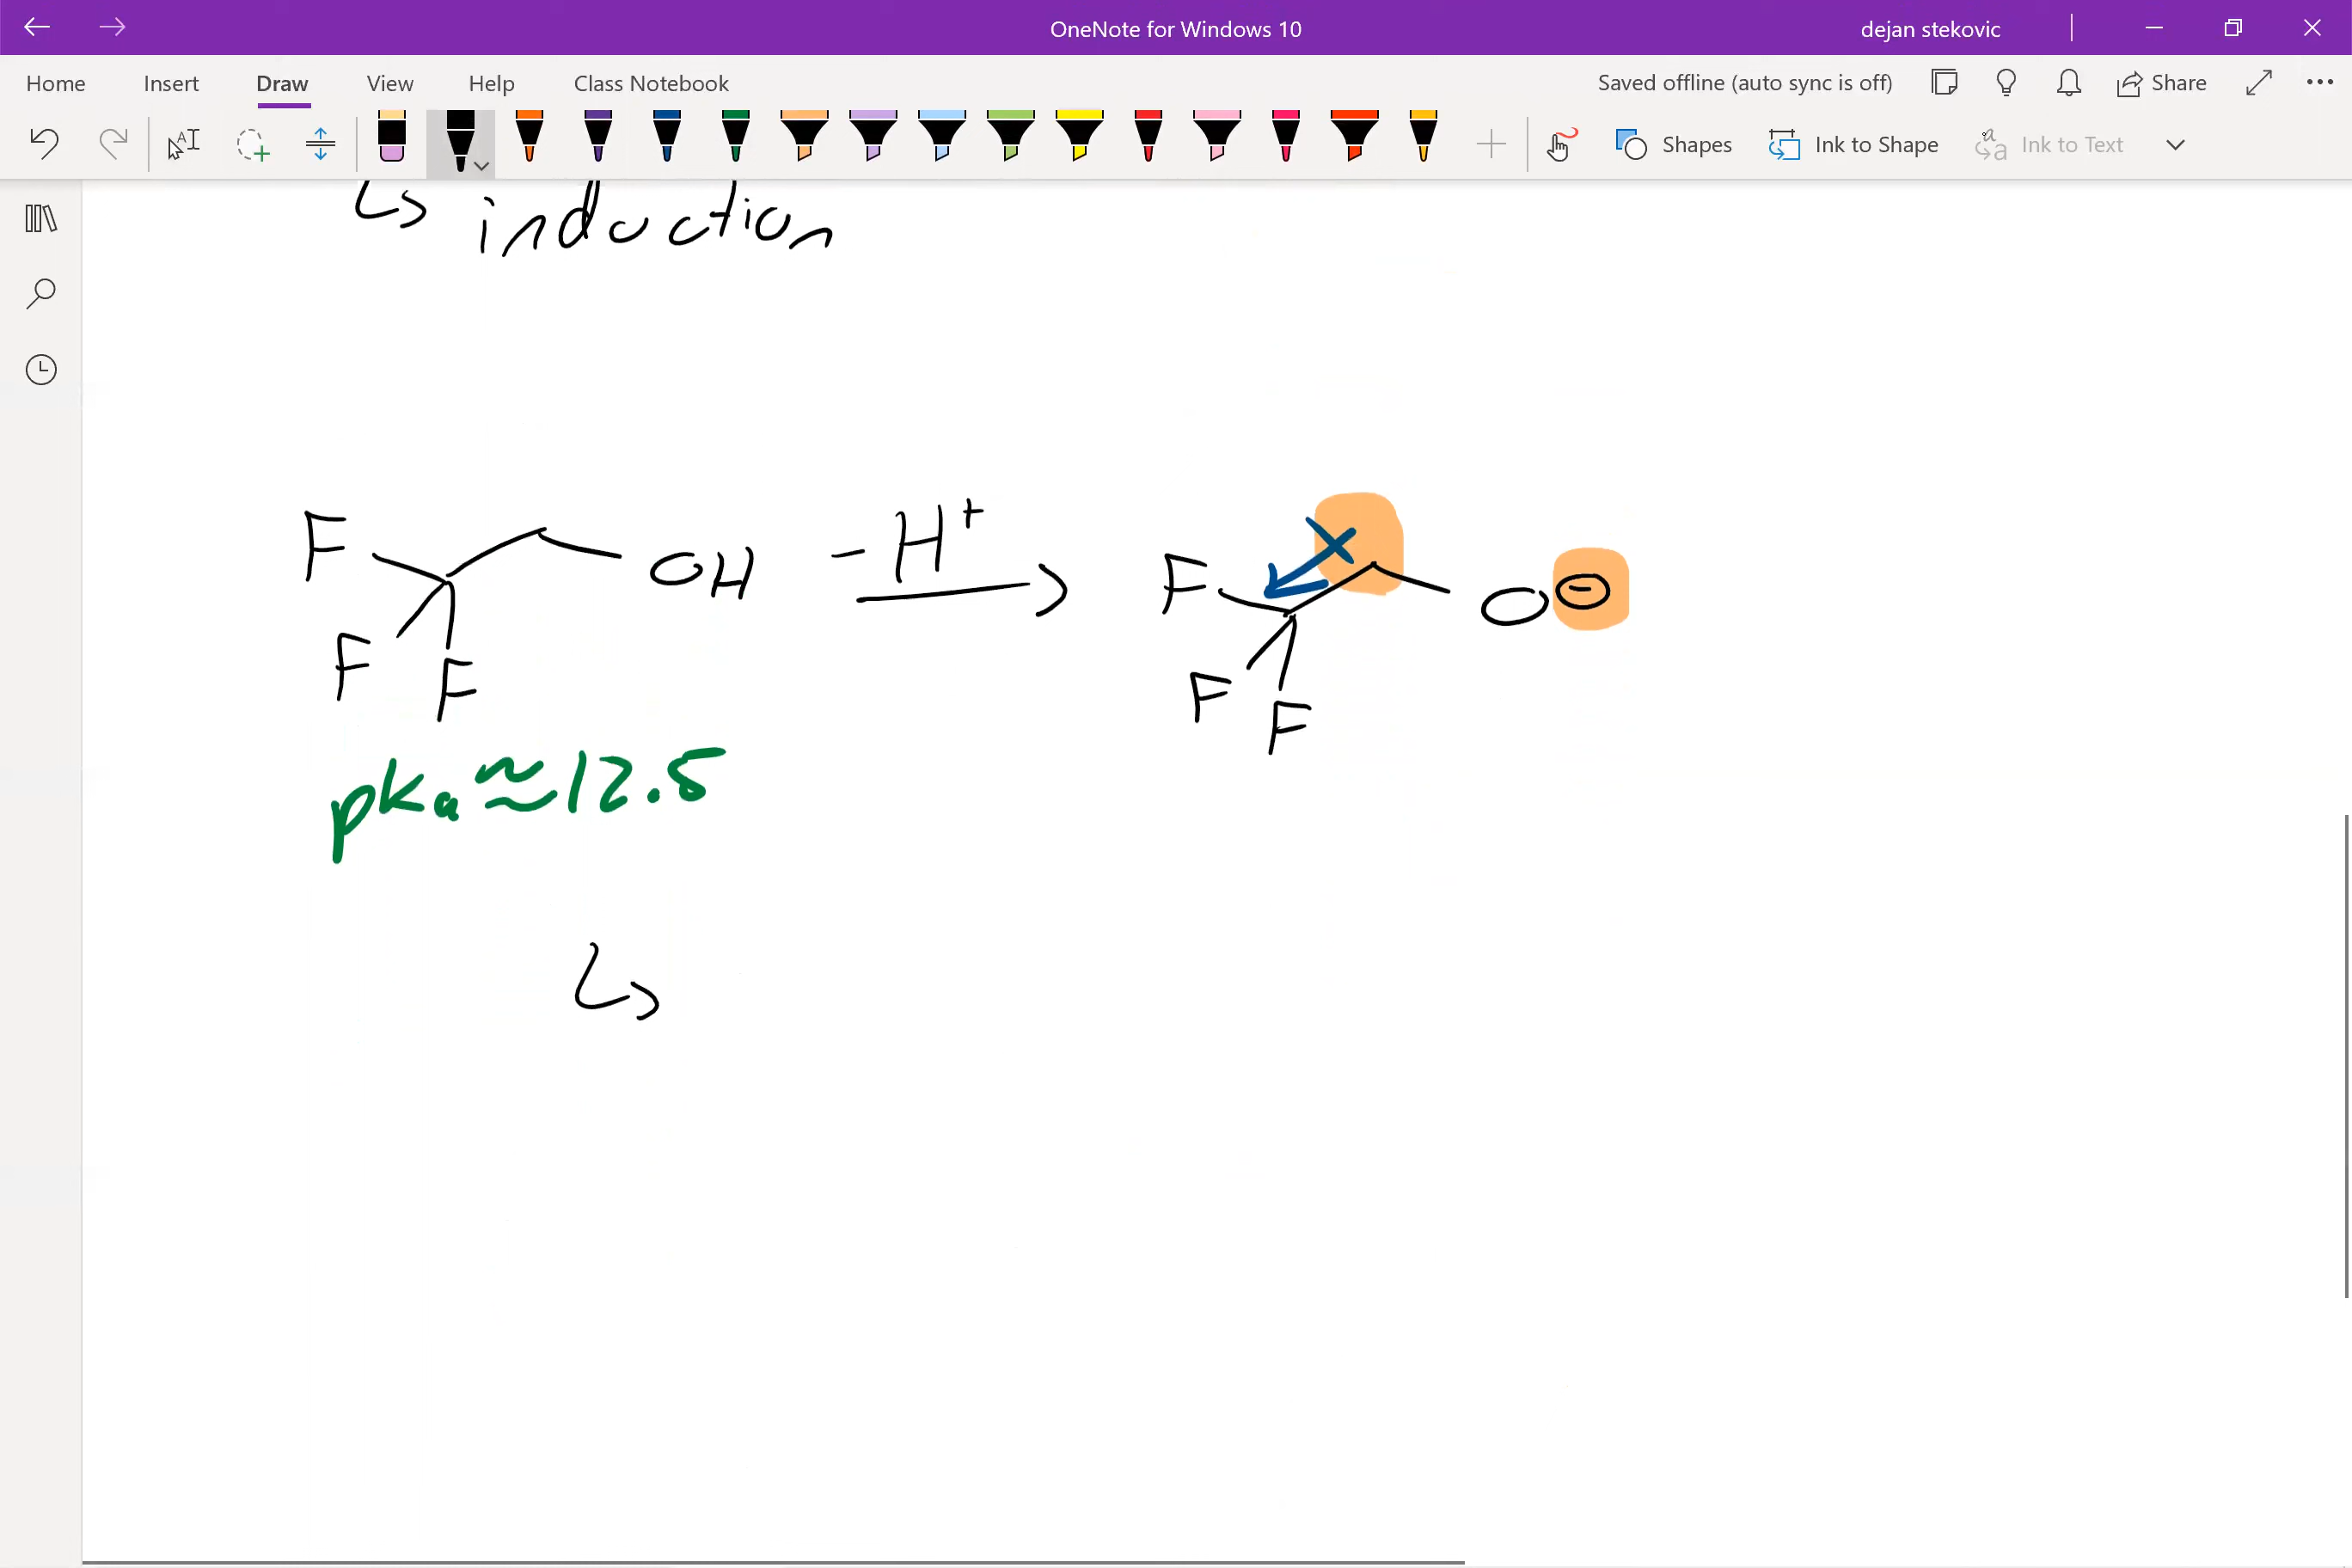 OneNote for Windows 10
dejan stekovic
Home Insert Draw View Help Class Notebook
Saved offline (auto sync is off)
Share
Shapes
Ink to Shape
Ink to Text
induction
F
OH
F
F
- H+
F
O ⊖
F
F
pka ≈ 12.5